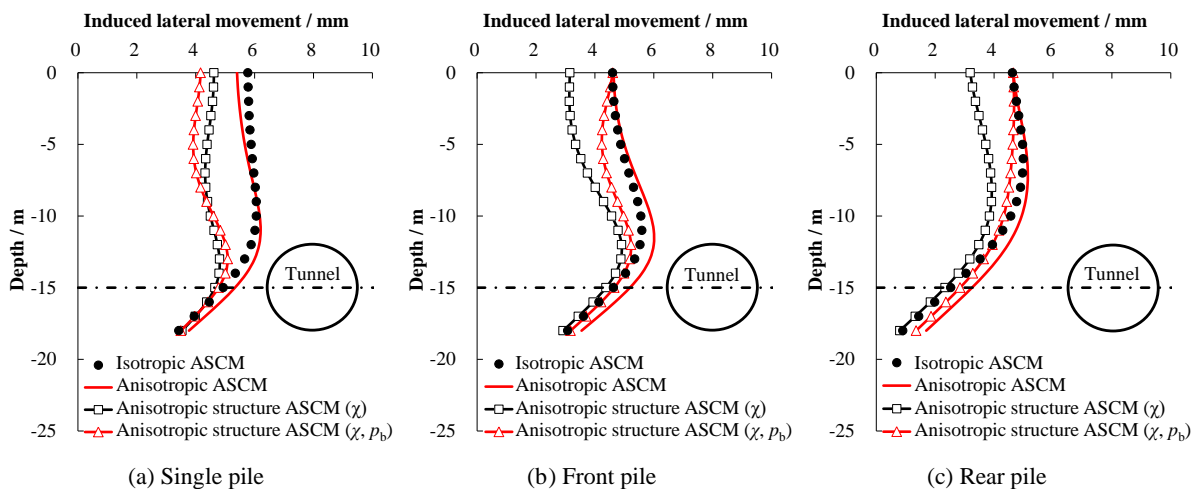 Induced lateral movement / mm
0 2 4 6 8 10
0
-5
-10
-15
-20
-25
Depth / m
Tunnel
Isotropic ASCM
Anisotropic ASCM
Anisotropic structure ASCM (χ)
Anisotropic structure ASCM (χ, pb)
(a) Single pile
Induced lateral movement / mm
0 2 4 6 8 10
0
-5
-10
-15
-20
-25
Depth / m
Tunnel
Isotropic ASCM
Anisotropic ASCM
Anisotropic structure ASCM (χ)
Anisotropic structure ASCM (χ, pb)
(b) Front pile
Induced lateral movement / mm
0 2 4 6 8 10
0
-5
-10
-15
-20
-25
Depth / m
Tunnel
Isotropic ASCM
Anisotropic ASCM
Anisotropic structure ASCM (χ)
Anisotropic structure ASCM (χ, pb)
(c) Rear pile